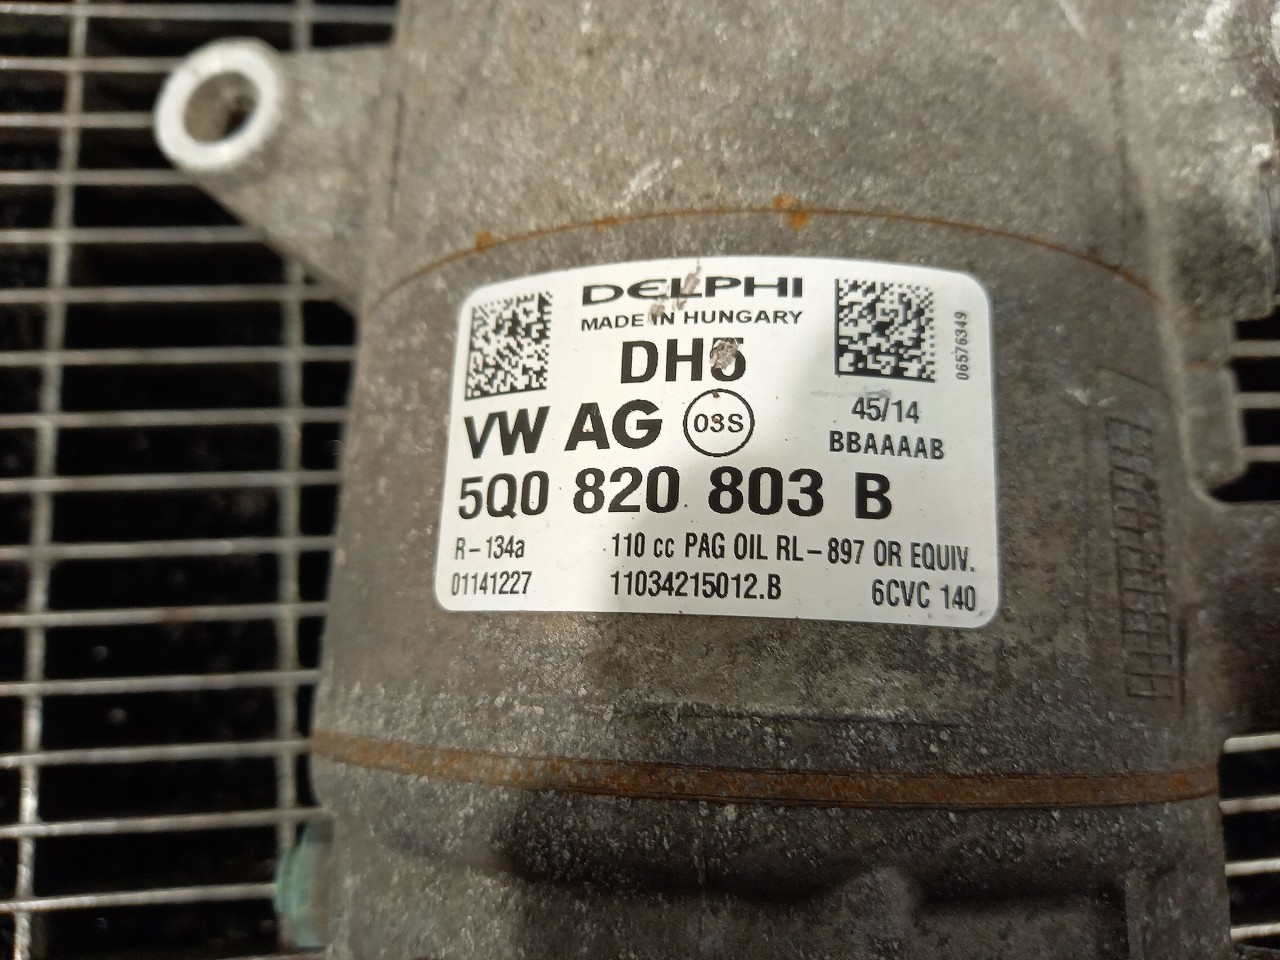 DELPHI
MADE IN HUNGARY
06576349
DH5
VW AG 03S 45/14
BBAAAAB
5Q0 820 803 B
R-134a 110 cc PAG OIL RL-897 OR EQUIV.
01141227 11034215012.B 6CVC 140